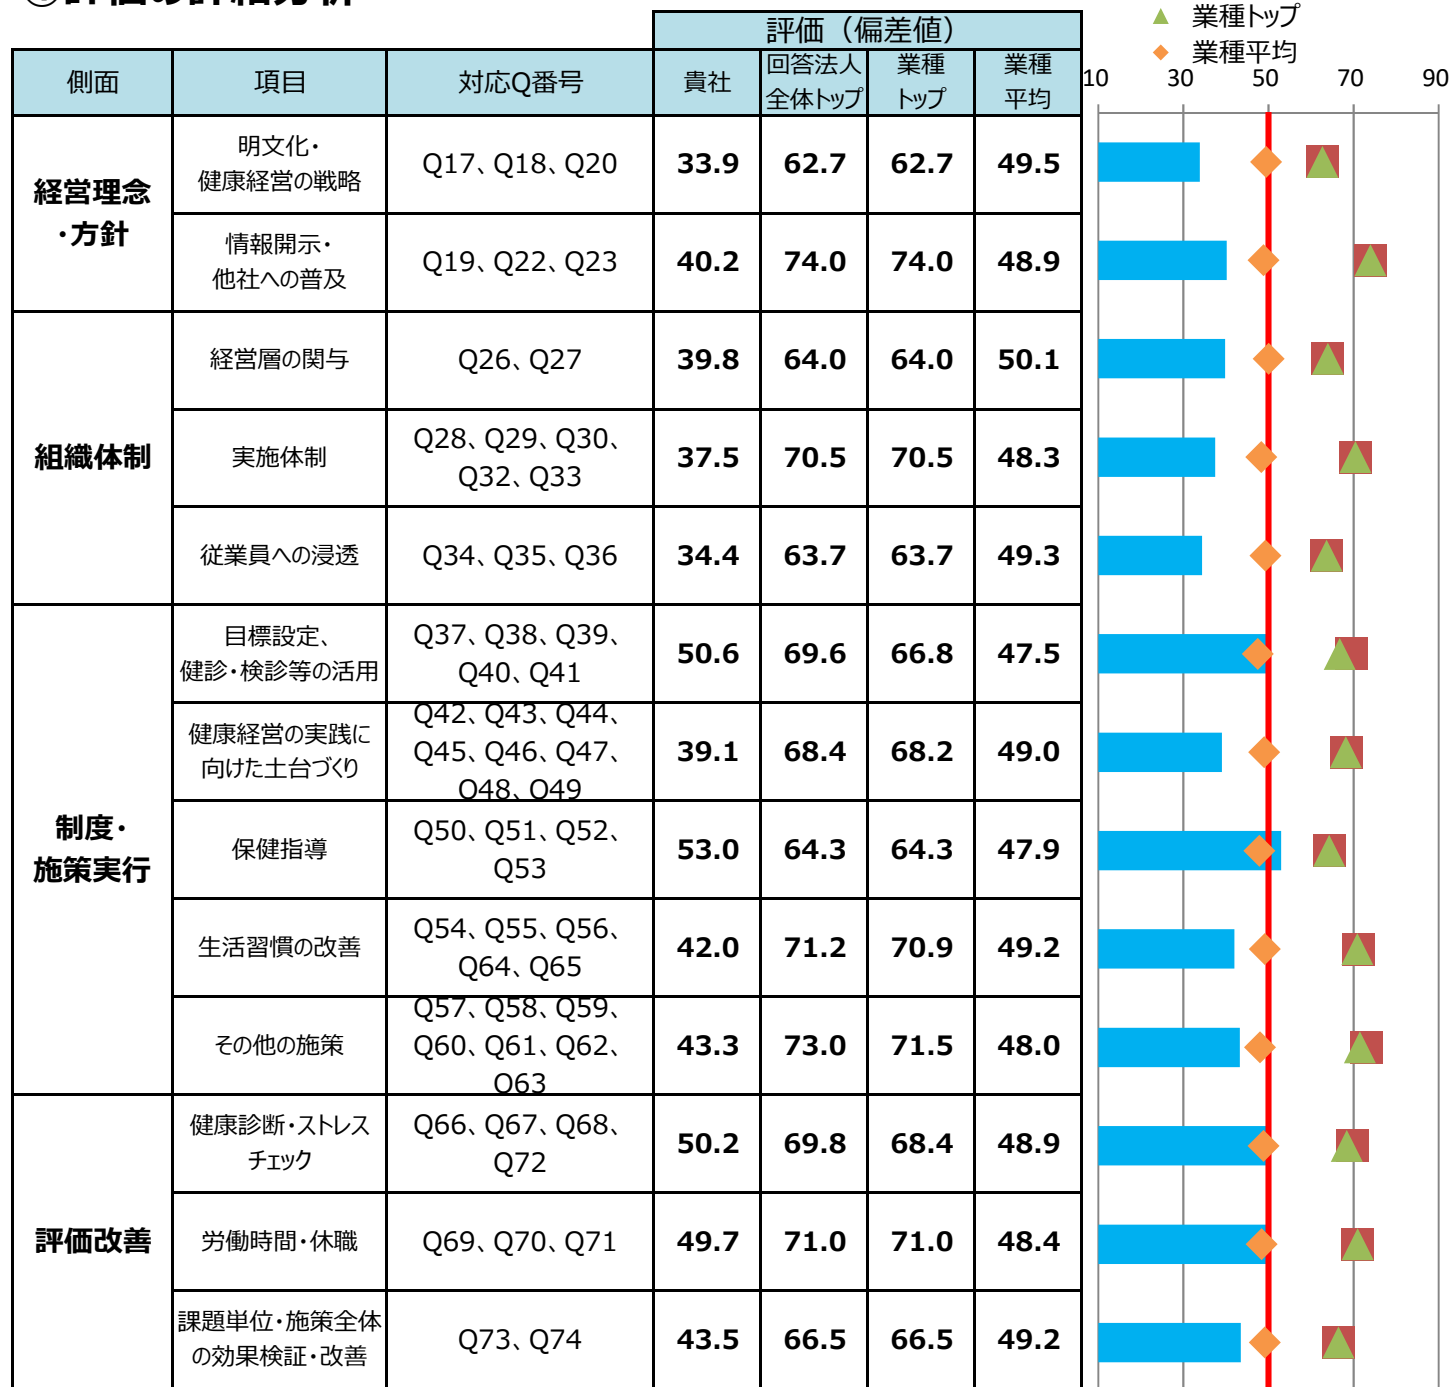 評価（偏差値）
▲ 業種トップ
◆ 業種平均
側面 項目 対応Q番号 貴社 回答法人全体トップ 業種トップ 業種平均
10 30 50 70 90
経営理念
・方針
明文化・
健康経営の戦略
Q17、Q18、Q20 33.9 62.7 62.7 49.5
情報開示・
他社への普及
Q19、Q22、Q23 40.2 74.0 74.0 48.9
組織体制
経営層の関与 Q26、Q27 39.8 64.0 64.0 50.1
実施体制
Q28、Q29、Q30、
Q32、Q33
37.5 70.5 70.5 48.3
従業員への浸透 Q34、Q35、Q36 34.4 63.7 63.7 49.3
制度・
施策実行
目標設定、
健診・検診等の活用
Q37、Q38、Q39、
Q40、Q41
50.6 69.6 66.8 47.5
健康経営の実践に
向けた土台づくり
Q42、Q43、Q44、
Q45、Q46、Q47、
Q48、Q49
39.1 68.4 68.2 49.0
保健指導
Q50、Q51、Q52、
Q53
53.0 64.3 64.3 47.9
生活習慣の改善
Q54、Q55、Q56、
Q64、Q65
42.0 71.2 70.9 49.2
その他の施策
Q57、Q58、Q59、
Q60、Q61、Q62、
Q63
43.3 73.0 71.5 48.0
評価改善
健康診断・ストレス
チェック
Q66、Q67、Q68、
Q72
50.2 69.8 68.4 48.9
労働時間・休職 Q69、Q70、Q71 49.7 71.0 71.0 48.4
課題単位・施策全体
の効果検証・改善
Q73、Q74 43.5 66.5 66.5 49.2